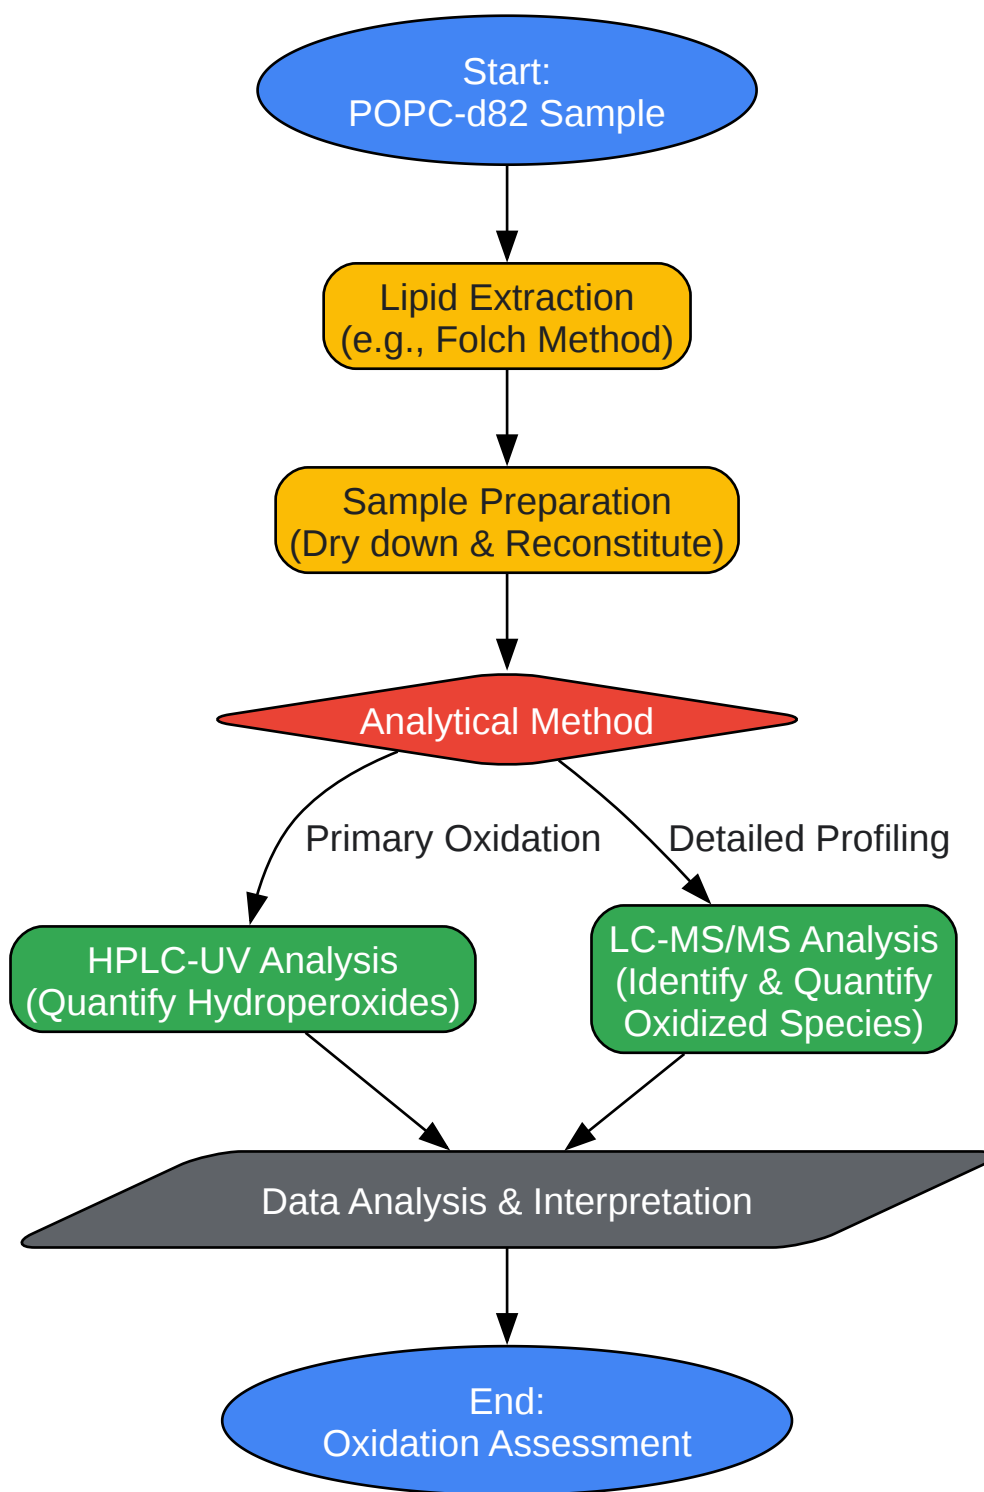 Start:
POPC-d82 Sample
Lipid Extraction
(e.g., Folch Method)
Sample Preparation
(Dry down & Reconstitute)
Analytical Method
Primary Oxidation
Detailed Profiling
HPLC-UV Analysis
(Quantify Hydroperoxides)
LC-MS/MS Analysis
(Identify & Quantify
Oxidized Species)
Data Analysis & Interpretation
End:
Oxidation Assessment